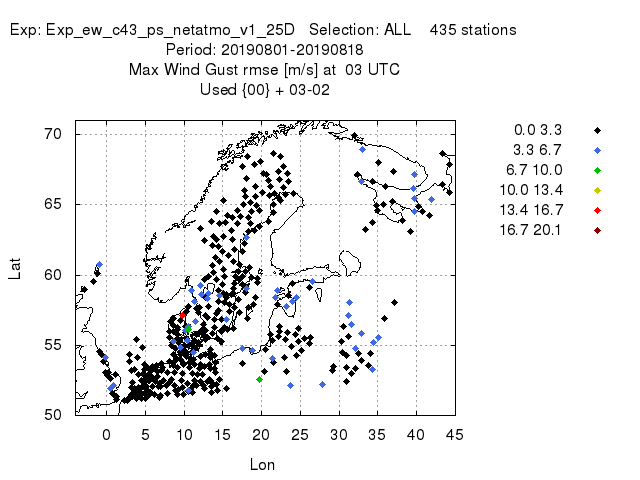 Exp: Exp_ew_c43_ps_netatmo_v1_25D   Selection: ALL    435 stations
Period: 20190801-20190818
Max Wind Gust rmse [m/s] at  03 UTC
Used {00} + 03-02
70
65
60
55
50
Lat
0 5 10 15 20 25 30 35 40 45
Lon
0.0 3.3
3.3 6.7
6.7 10.0
10.0 13.4
13.4 16.7
16.7 20.1